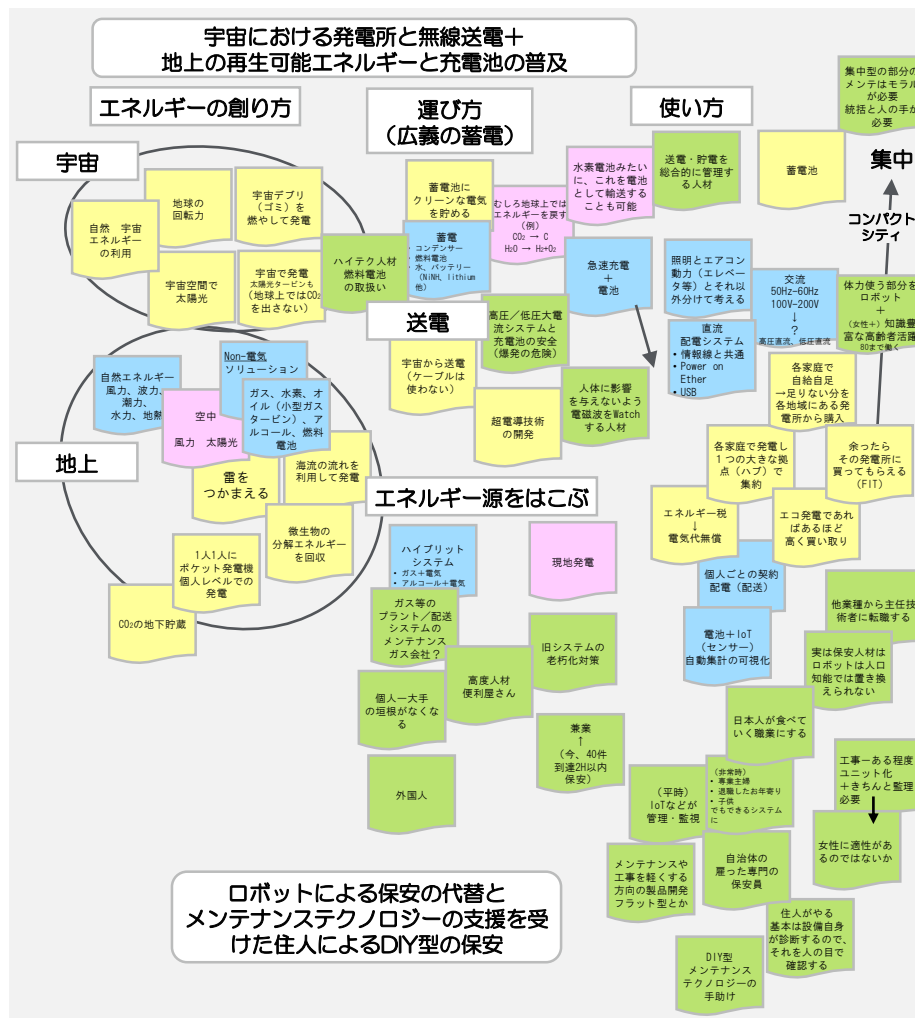 宇宙における発電所と無線送電＋
地上の再生可能エネルギーと充電池の普及
エネルギーの創り方
運び方
（広義の蓄電）
使い方
集中型の部分の
メンテはモラル
が必要
統括と人の手が
必要
集中
コンパクト
シティ
宇宙
地球の
回転力
宇宙デブリ
（ゴミ）を
燃やして発電
自然　宇宙
エネルギー
の利用
宇宙空間で
太陽光
宇宙で発電
太陽光タービンも
（地球上ではCO₂
を出さない）
ハイテク人材
燃料電池
の取扱い
蓄電池に
クリーンな電気
を貯める
むしろ地球上では
エネルギーを戻す
（例）
CO₂ → C
H₂O → H₂+O₂
水素電池みたい
に、これを電池
として輸送する
ことも可能
送電・貯電を
総合的に管理す
る人材
蓄電池
蓄電
・コンデンサー
・燃料電池
・水、バッテリー
（NiNH、lithium
他）
急速充電
＋
電池
照明とエアコン
動力（エレベー
タ等）とそれ以
外分けて考える
交流
50Hz-60Hz
100V-200V
↓
？
高圧直流、低圧直流
体力使う部分を
ロボット
＋
（女性＋）知識豊
富な高齢者活躍
80まで働く
送電
高圧／低圧大電
流システムと
充電池の安全
（爆発の危険）
直流
配電システム
・情報線と共通
・Power on
Ether
・USB
宇宙から送電
（ケーブルは
使わない）
人体に影響
を与えないよう
電磁波をWatch
する人材
超電導技術
の開発
各家庭で
自給自足
→足りない分を
各地域にある発
電所から購入
各家庭で発電し
１つの大きな拠
点（ハブ）で
集約
余ったら
その発電所に
買ってもらえる
（FIT）
エネルギー税
↓
電気代無償
エコ発電であれ
ばあるほど
高く買い取り
地上
自然エネルギー
風力、波力、
潮力、
水力、地熱
Non-電気
ソリューション
ガス、水素、オ
イル（小型ガス
タービン）、ア
ルコール、燃料
電池
空中
風力　太陽光
雷を
つかまえる
海流の流れを
利用して発電
微生物の
分解エネルギー
を回収
１人１人に
ポケット発電機
個人レベルでの
発電
CO₂の地下貯蔵
エネルギー源をはこぶ
ハイブリット
システム
・ガス＋電気
・アルコール＋電気
現地発電
個人ごとの契約
配電（配送）
ガス等の
プラント／配送
システムの
メンテナンス
ガス会社？
旧システムの
老朽化対策
電池＋IoT
（センサー）
自動集計の可視化
他業種から主任技
術者に転職する
実は保安人材は
ロボットは人口
知能では置き換
えられない
高度人材
便利屋さん
個人ー大手
の垣根がなくな
る
日本人が食べて
いく職業にする
兼業
↑
（今、40件
到達2H以内
保安）
外国人
（平時）
IoTなどが
管理・監視
（非常時）
・専業主婦
・退職したお年寄り
・子供
でもできるシステム
に
工事ーある程度
ユニット化
＋きちんと監理
必要
女性に適性があ
るのではないか
メンテナンスや
工事を軽くする
方向の製品開発
フラット型とか
自治体の
雇った専門の
保安員
ロボットによる保安の代替と
メンテナンステクノロジーの支援を受
けた住人によるDIY型の保安
住人がやる
基本は設備自身
が診断するので、
それを人の目で
確認する
DIY型
メンテナンス
テクノロジーの
手助け